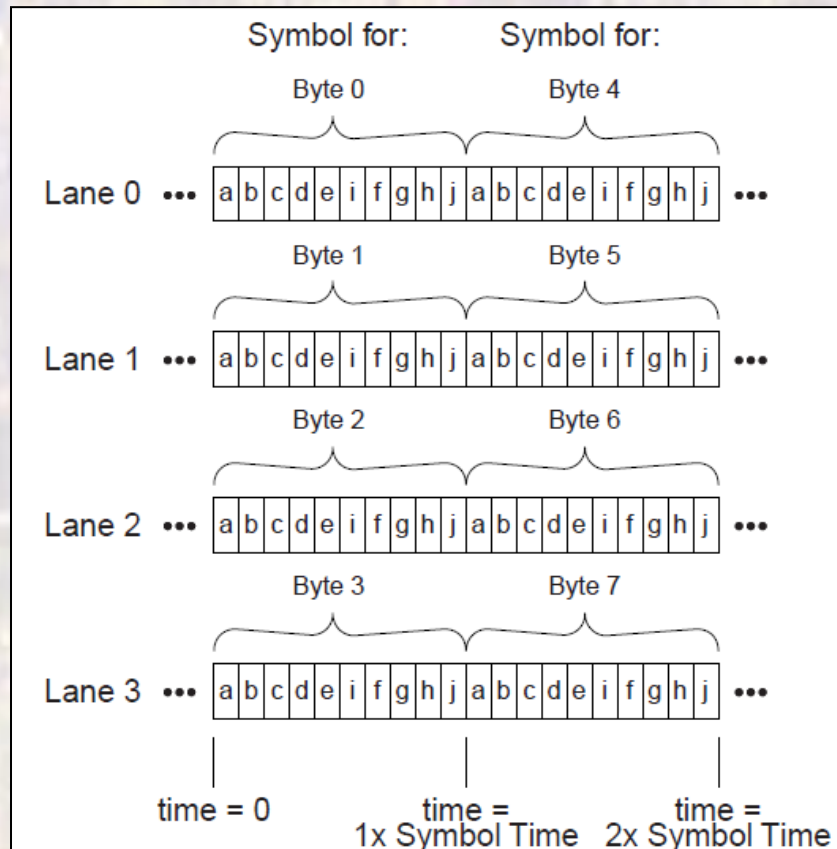 Symbol for: Symbol for:
Byte 0 Byte 4
Lane 0 ••• a b c d e i f g h j a b c d e i f g h j •••
Byte 1 Byte 5
Lane 1 ••• a b c d e i f g h j a b c d e i f g h j •••
Byte 2 Byte 6
Lane 2 ••• a b c d e i f g h j a b c d e i f g h j •••
Byte 3 Byte 7
Lane 3 ••• a b c d e i f g h j a b c d e i f g h j •••
time = 0 time = time =
1x Symbol Time 2x Symbol Time